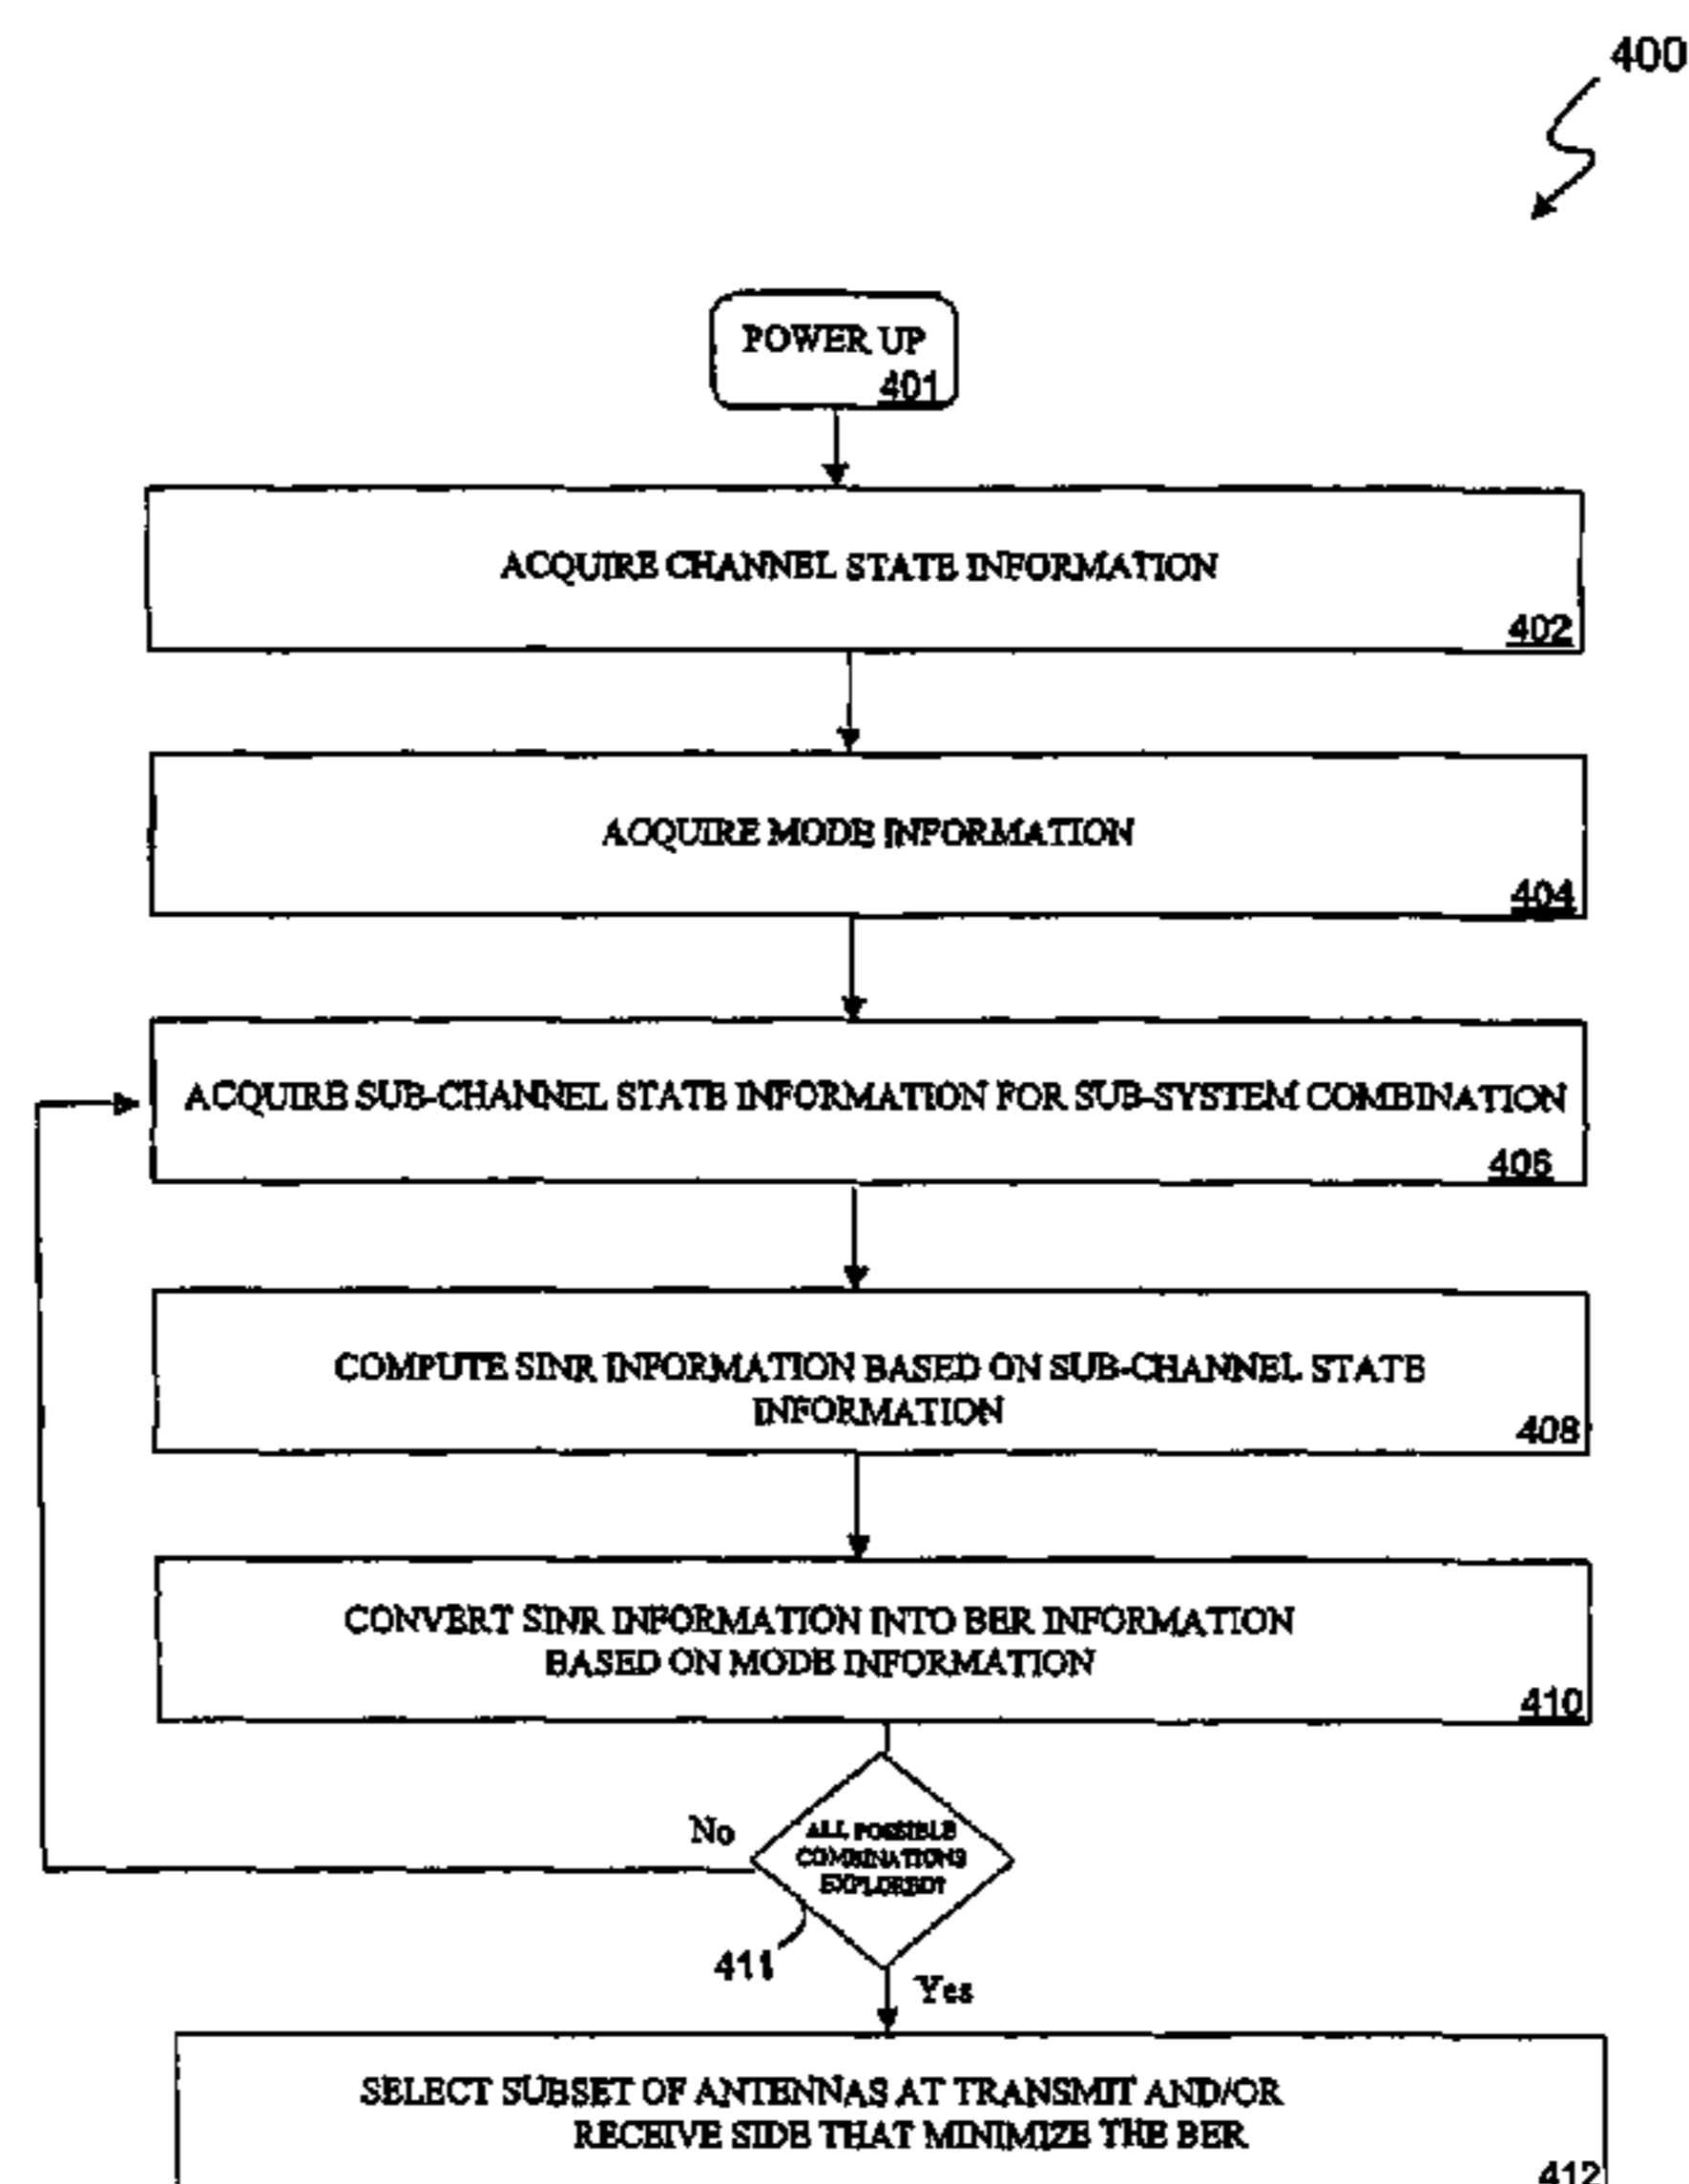 400
POWER UP
401
ACQUIRE CHANNEL STATE INFORMATION
402
ACQUIRE MODE INFORMATION
404
ACQUIRE SUB-CHANNEL STATE INFORMATION FOR SUB-SYSTEM COMBINATION
406
COMPUTE SINR INFORMATION BASED ON SUB-CHANNEL STATE
INFORMATION
408
CONVERT SINR INFORMATION INTO BER INFORMATION
BASED ON MODE INFORMATION
410
No
ALL POSSIBLE
COMBINATIONS
EXPLORED?
411
Yes
SELECT SUBSET OF ANTENNAS AT TRANSMIT AND/OR
RECEIVE SIDE THAT MINIMIZE THE BER
412